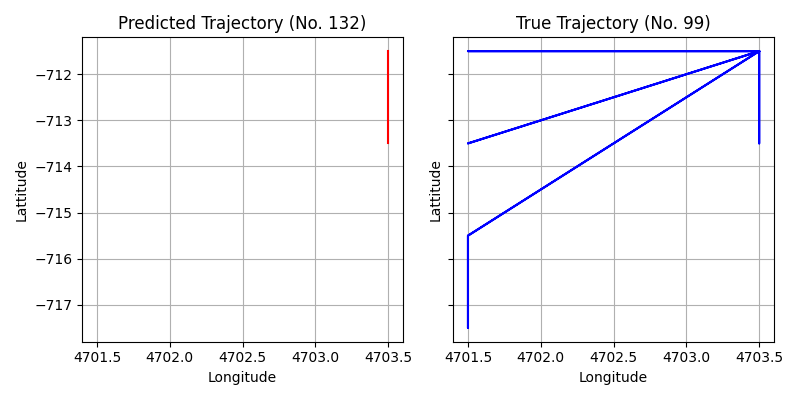 Predicted Trajectory (No. 132)
True Trajectory (No. 99)
−712
−713
−714
−715
−716
−717
Lattitude
Lattitude
4701.5 4702.0 4702.5 4703.0 4703.5
4701.5 4702.0 4702.5 4703.0 4703.5
Longitude
Longitude